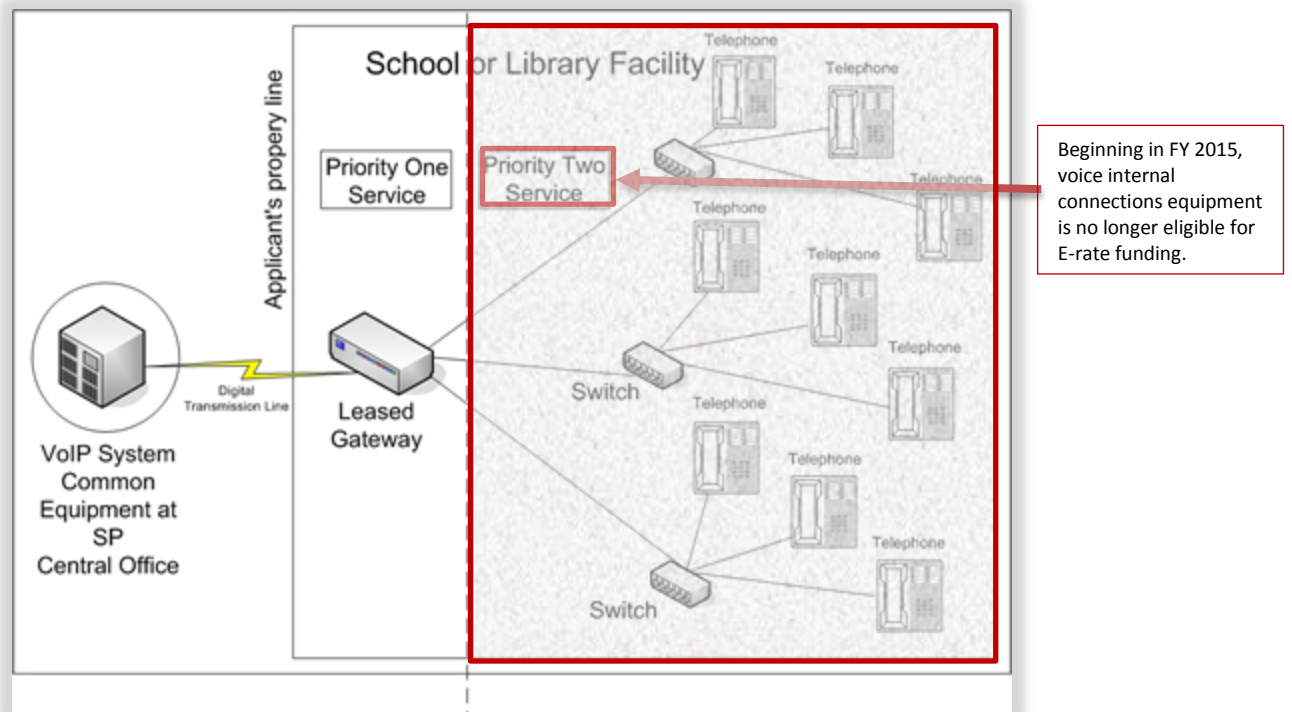 School or Library Facility
Applicant's propery line
Priority One
Service
Priority Two
Service
Telephone
Telephone
Telephone
Telephone
Telephone
Telephone
Telephone
Telephone
Telephone
Switch
Switch
Digital
Transmission Line
Leased
Gateway
VoIP System
Common
Equipment at
SP
Central Office
Beginning in FY 2015,
voice internal
connections equipment
is no longer eligible for
E-rate funding.